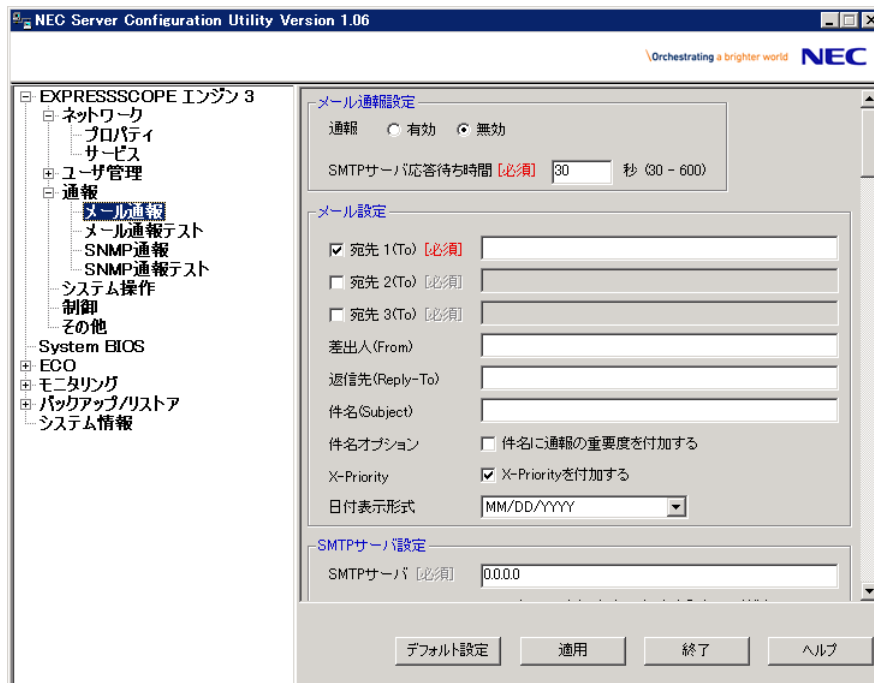 NEC Server Configuration Utility Version 1.06
\Orchestrating a brighter world NEC
EXPRESSSCOPE エンジン 3
ネットワーク
プロパティ
サービス
ユーザ管理
通報
メール通報
メール通報テスト
SNMP通報
SNMP通報テスト
システム操作
制御
その他
System BIOS
ECO
モニタリング
バックアップ/リストア
システム情報
メール通報設定
通報 有効 無効
SMTPサーバ応答待ち時間 [必須] 30 秒 (30 - 600)
メール設定
宛先 1(To) [必須]
宛先 2(To) [必須]
宛先 3(To) [必須]
差出人(From)
返信先(Reply-To)
件名(Subject)
件名オプション 件名に通報の重要度を付加する
X-Priority X-Priorityを付加する
日付表示形式 MM/DD/YYYY
SMTPサーバ設定
SMTPサーバ [必須] 0.0.0.0
デフォルト設定 適用 終了 ヘルプ